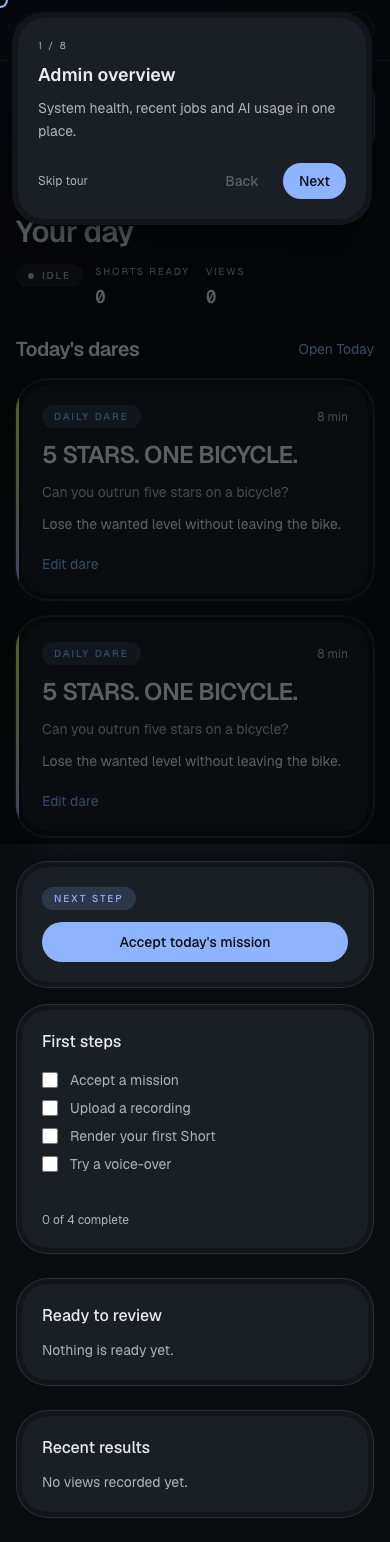 1 / 8
Admin overview
System health, recent jobs and AI usage in one
place.
Skip tour
Back
Next
Your day
IDLE
SHORTS READY
0
VIEWS
0
Today's dares
Open Today
DAILY DARE
8 min
5 STARS. ONE BICYCLE.
Can you outrun five stars on a bicycle?
Lose the wanted level without leaving the bike.
Edit dare
DAILY DARE
8 min
5 STARS. ONE BICYCLE.
Can you outrun five stars on a bicycle?
Lose the wanted level without leaving the bike.
Edit dare
NEXT STEP
Accept today's mission
First steps
Accept a mission
Upload a recording
Render your first Short
Try a voice-over
0 of 4 complete
Ready to review
Nothing is ready yet.
Recent results
No views recorded yet.